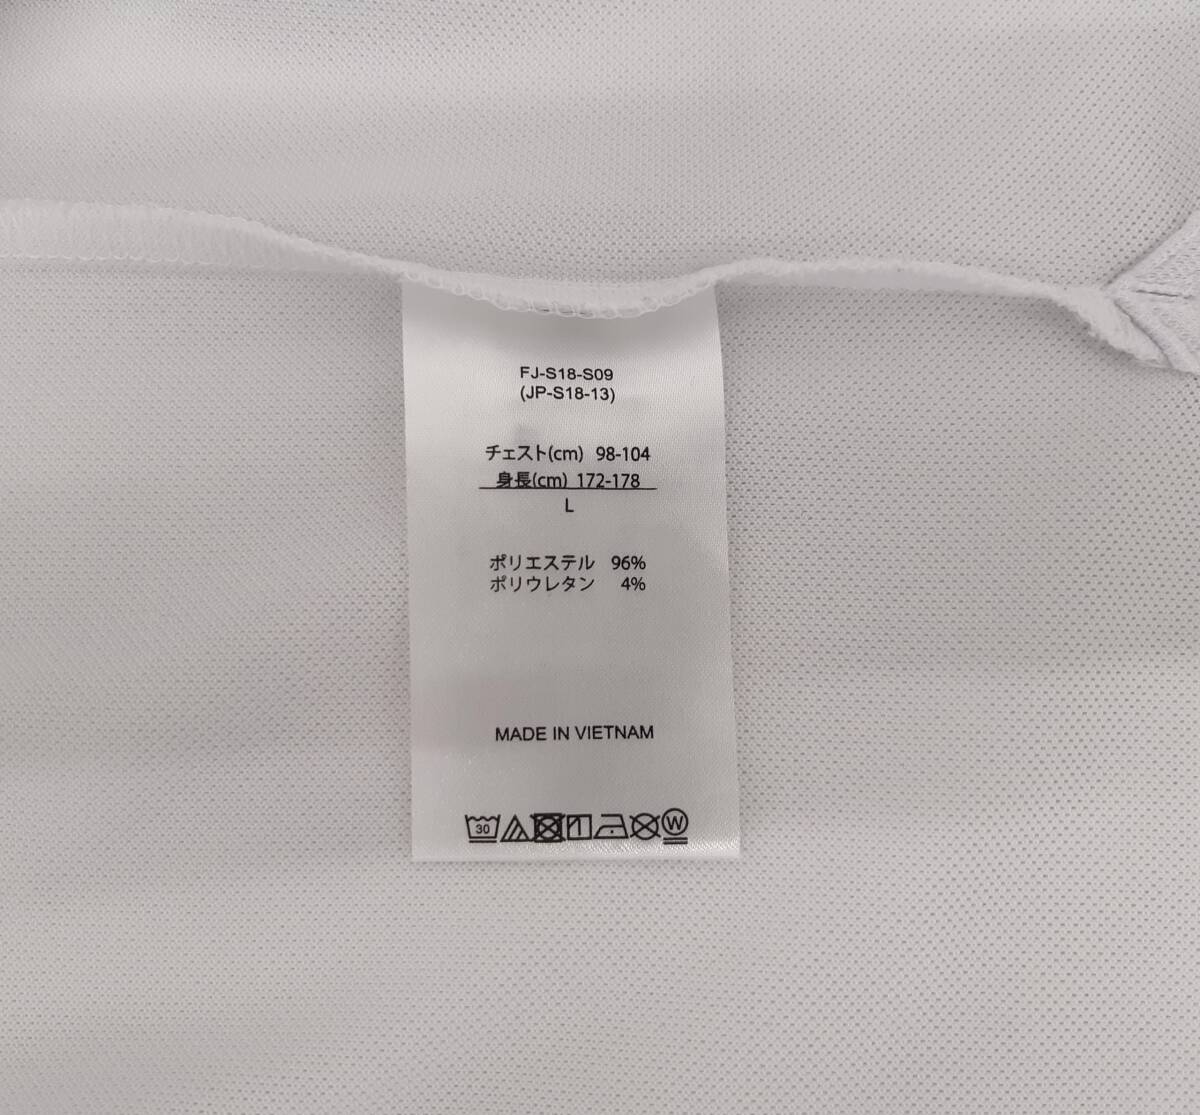 FJ-S18-S09
(JP-S18-13)
チェスト(cm) 98-104
身長(cm) 172-178
L
ポリエステル 96%
ポリウレタン 4%
MADE IN VIETNAM
30 W